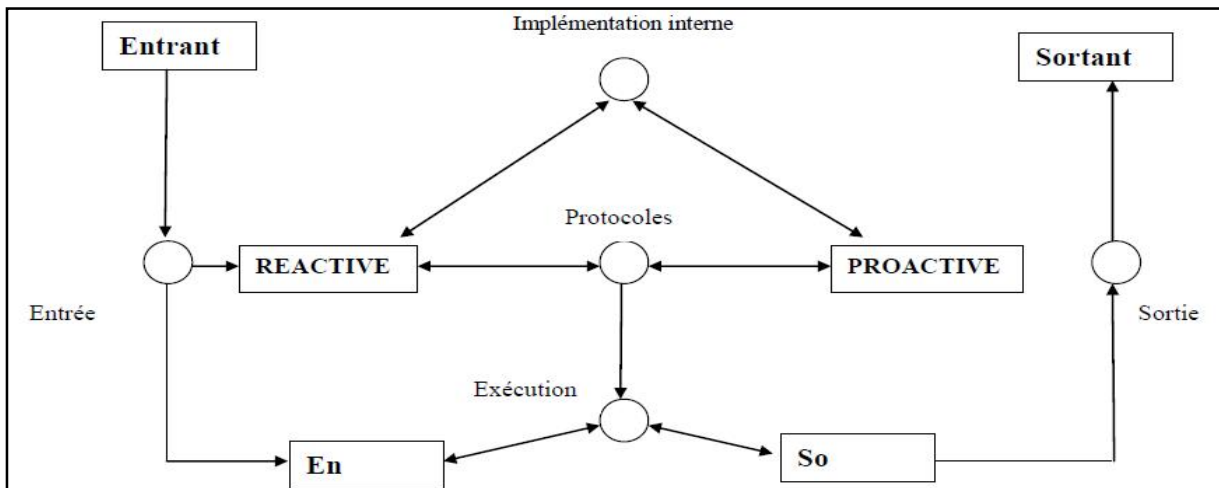 Implémentation interne
Entrant
Sortant
Protocoles
REACTIVE
PROACTIVE
Entrée
Sortie
Exécution
En
So